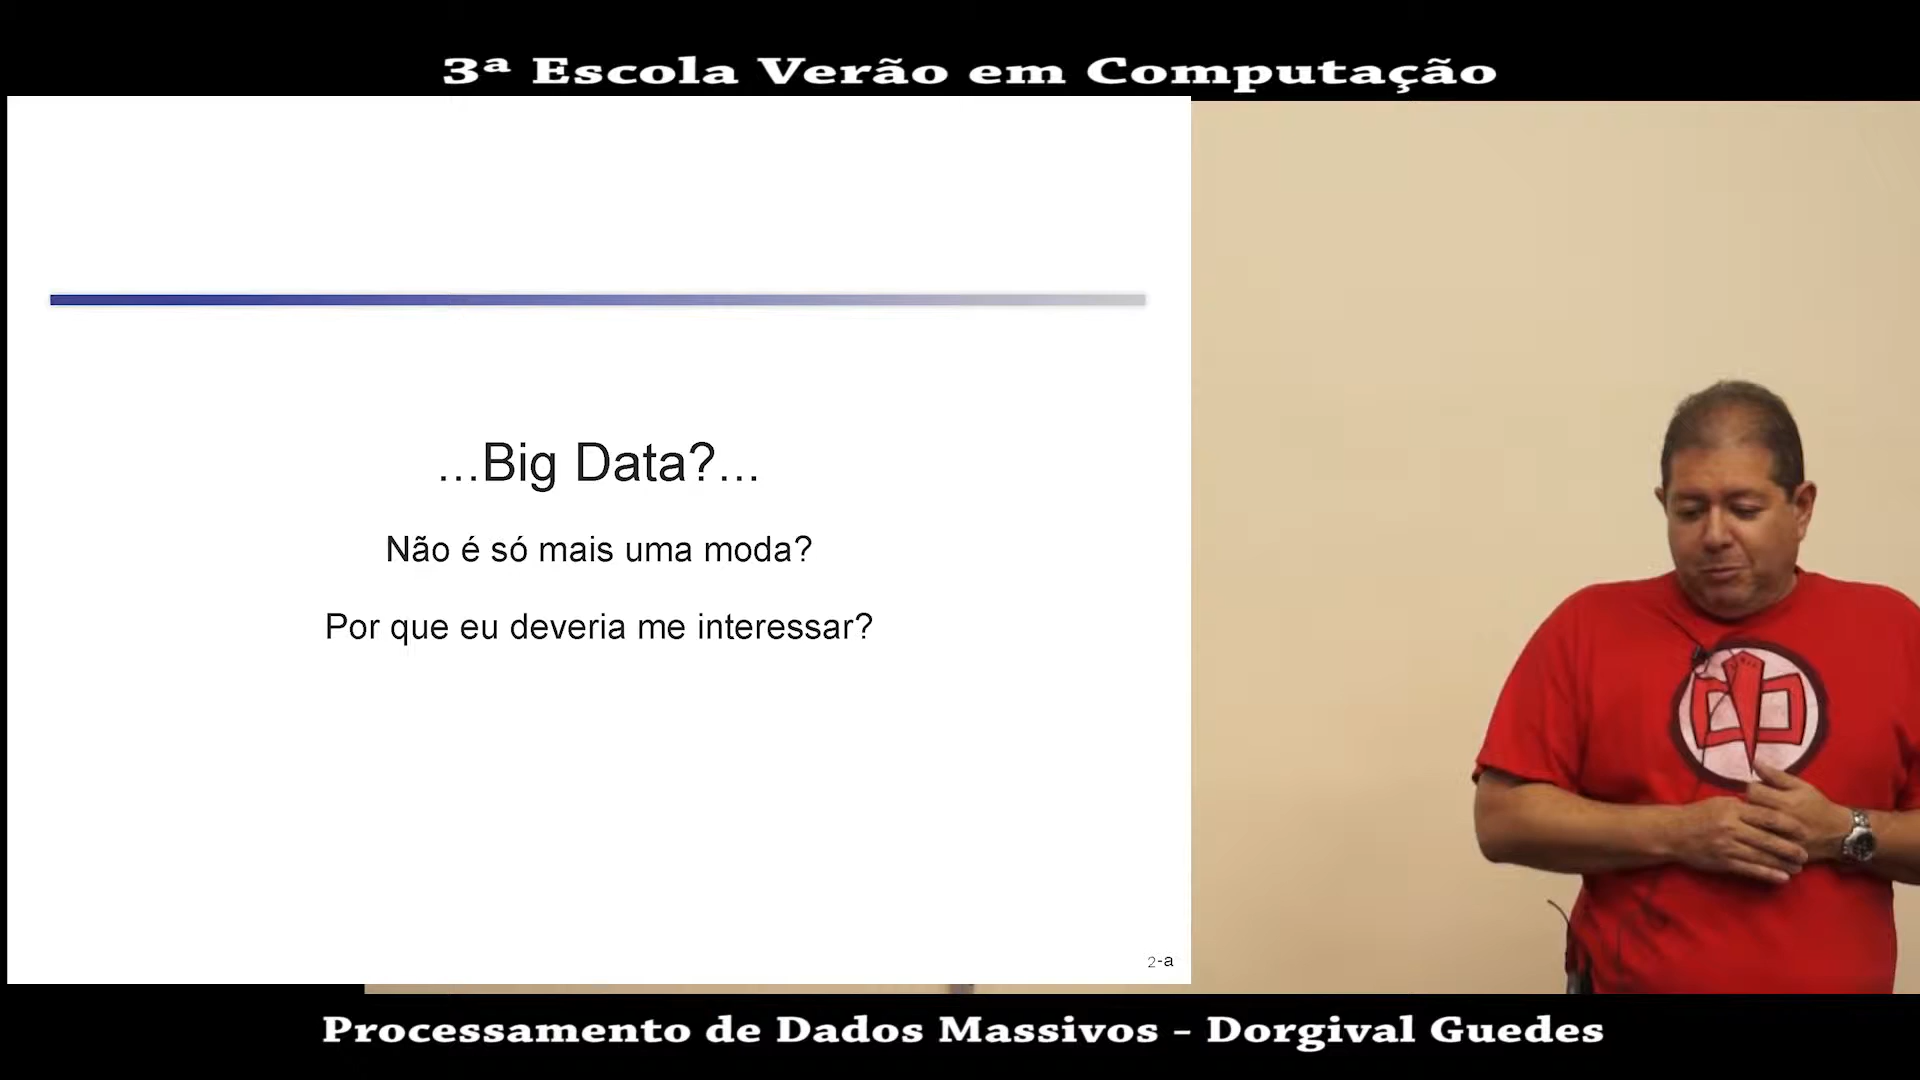 3ª Escola Verão em Computação
...Big Data?...
Não é só mais uma moda?
Por que eu deveria me interessar?
2-a
Processamento de Dados Massivos – Dorgival Guedes